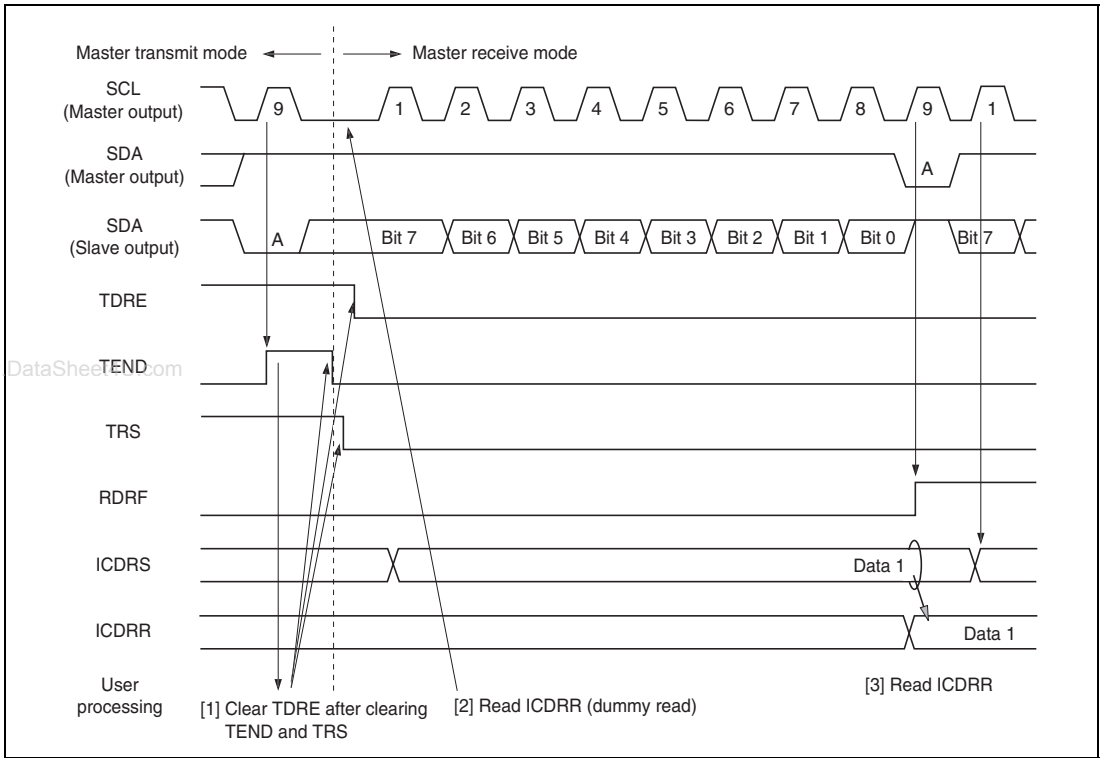 Master transmit mode
Master receive mode
SCL
(Master output)
9
1
2
3
4
5
6
7
8
9
1
SDA
(Master output)
A
SDA
(Slave output)
A
Bit 7
Bit 6
Bit 5
Bit 4
Bit 3
Bit 2
Bit 1
Bit 0
Bit 7
TDRE
TEND
TRS
RDRF
ICDRS
Data 1
ICDRR
Data 1
User
processing
[1] Clear TDRE after clearing
TEND and TRS
[2] Read ICDRR (dummy read)
[3] Read ICDRR